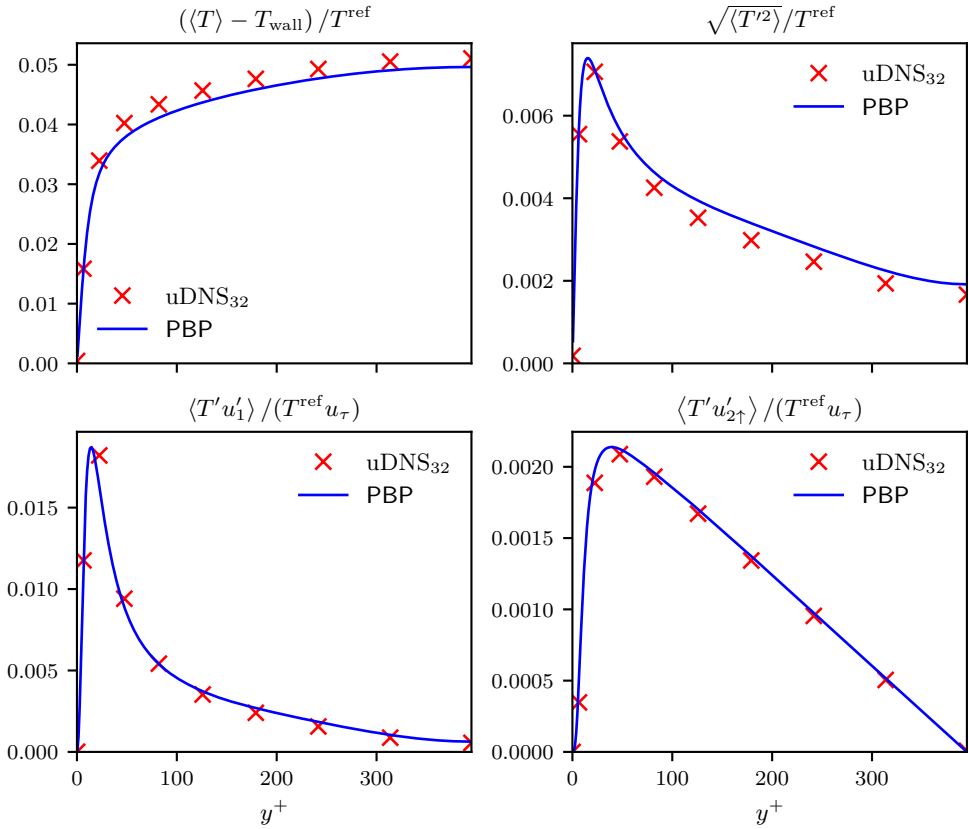 (⟨T⟩ − T_wall) / T^ref
0.05
0.04
0.03
0.02
0.01
0.00
uDNS₃₂
PBP
√⟨T′²⟩/T^ref
0.006
0.004
0.002
0.000
uDNS₃₂
PBP
⟨T′u′₁⟩ /(T^ref u_τ)
0.015
0.010
0.005
0.000
uDNS₃₂
PBP
0
100
200
300
y⁺
⟨T′u′₂↑⟩ /(T^ref u_τ)
0.0020
0.0015
0.0010
0.0005
0.0000
uDNS₃₂
PBP
0
100
200
300
y⁺